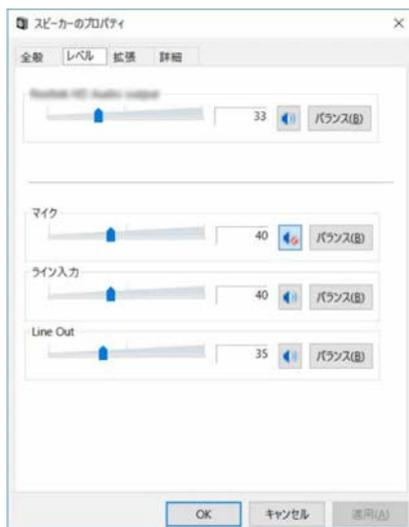 スピーカーのプロパティ
全般 レベル 拡張 詳細
33 バランス(B)
マイク
40 バランス(B)
ライン入力
40 バランス(B)
Line Out
35 バランス(B)
OK キャンセル 適用(A)